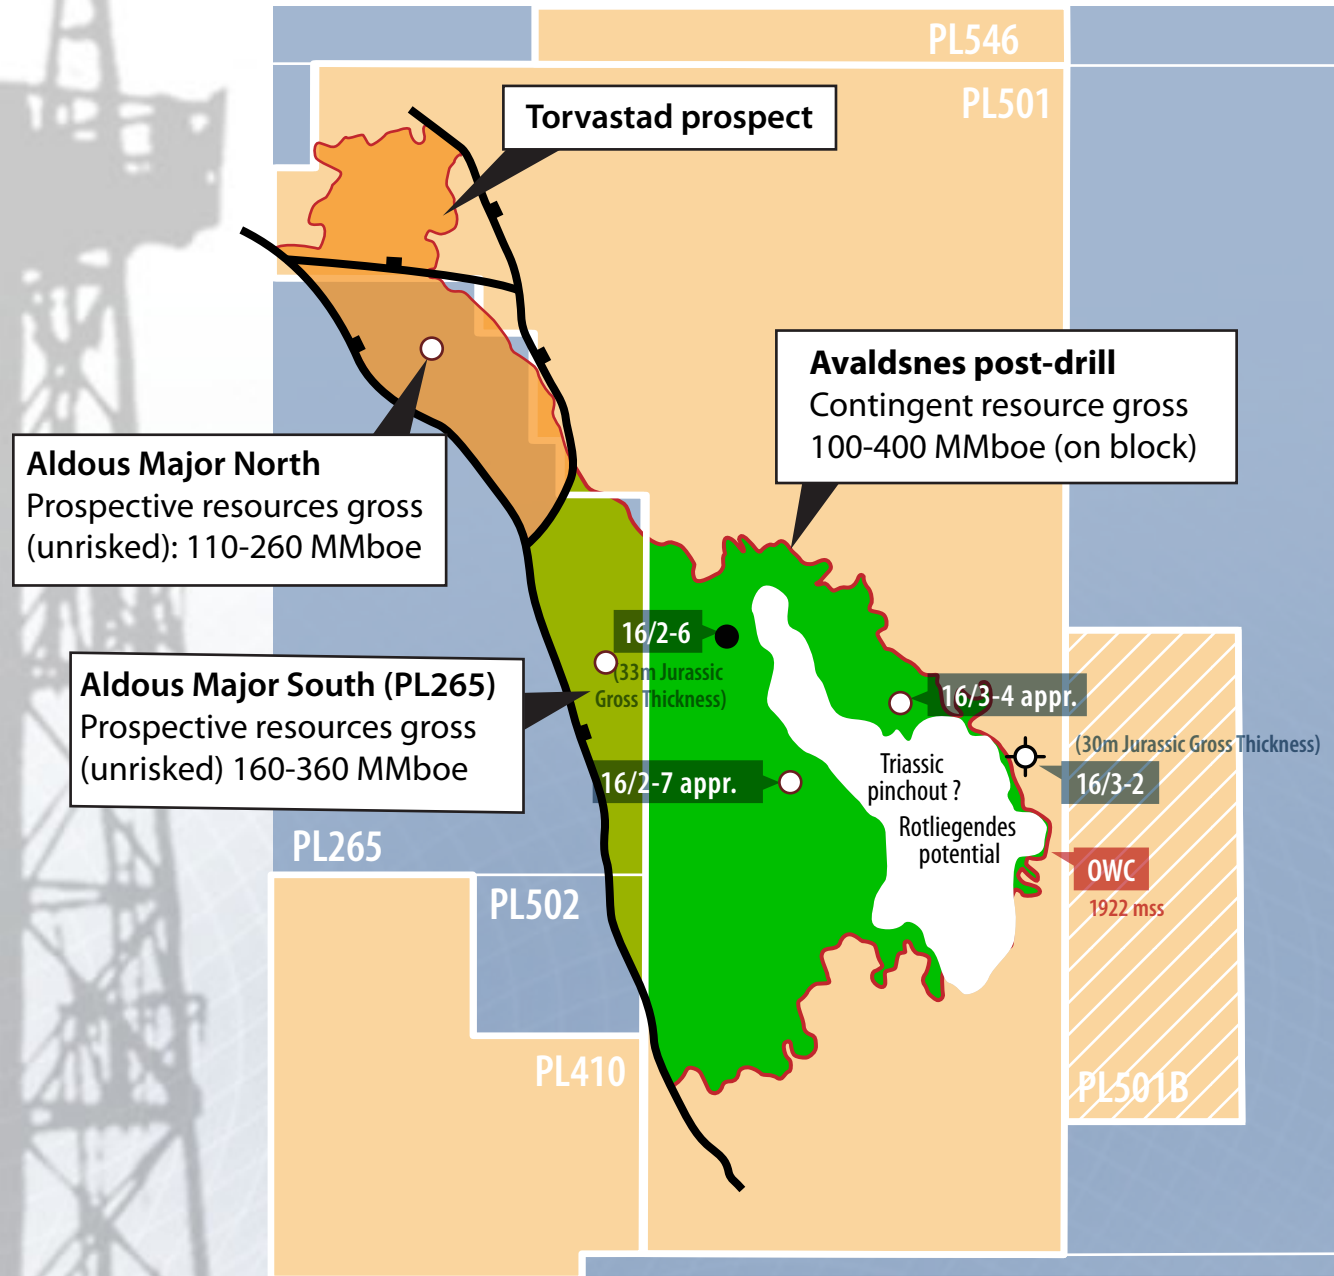 PL546
PL501
Torvastad prospect
Avaldsnes post-drill
Contingent resource gross
100-400 MMboe (on block)
Aldous Major North
Prospective resources gross
(unrisked): 110-260 MMboe
16/2-6
(33m Jurassic
Gross Thickness)
Aldous Major South (PL265)
Prospective resources gross
(unrisked) 160-360 MMboe
16/3-4 appr.
(30m Jurassic Gross Thickness)
16/3-2
16/2-7 appr.
Triassic
pinchout ?
Rotliegendes
potential
PL265
OWC
1922 mss
PL502
PL410
PL501B